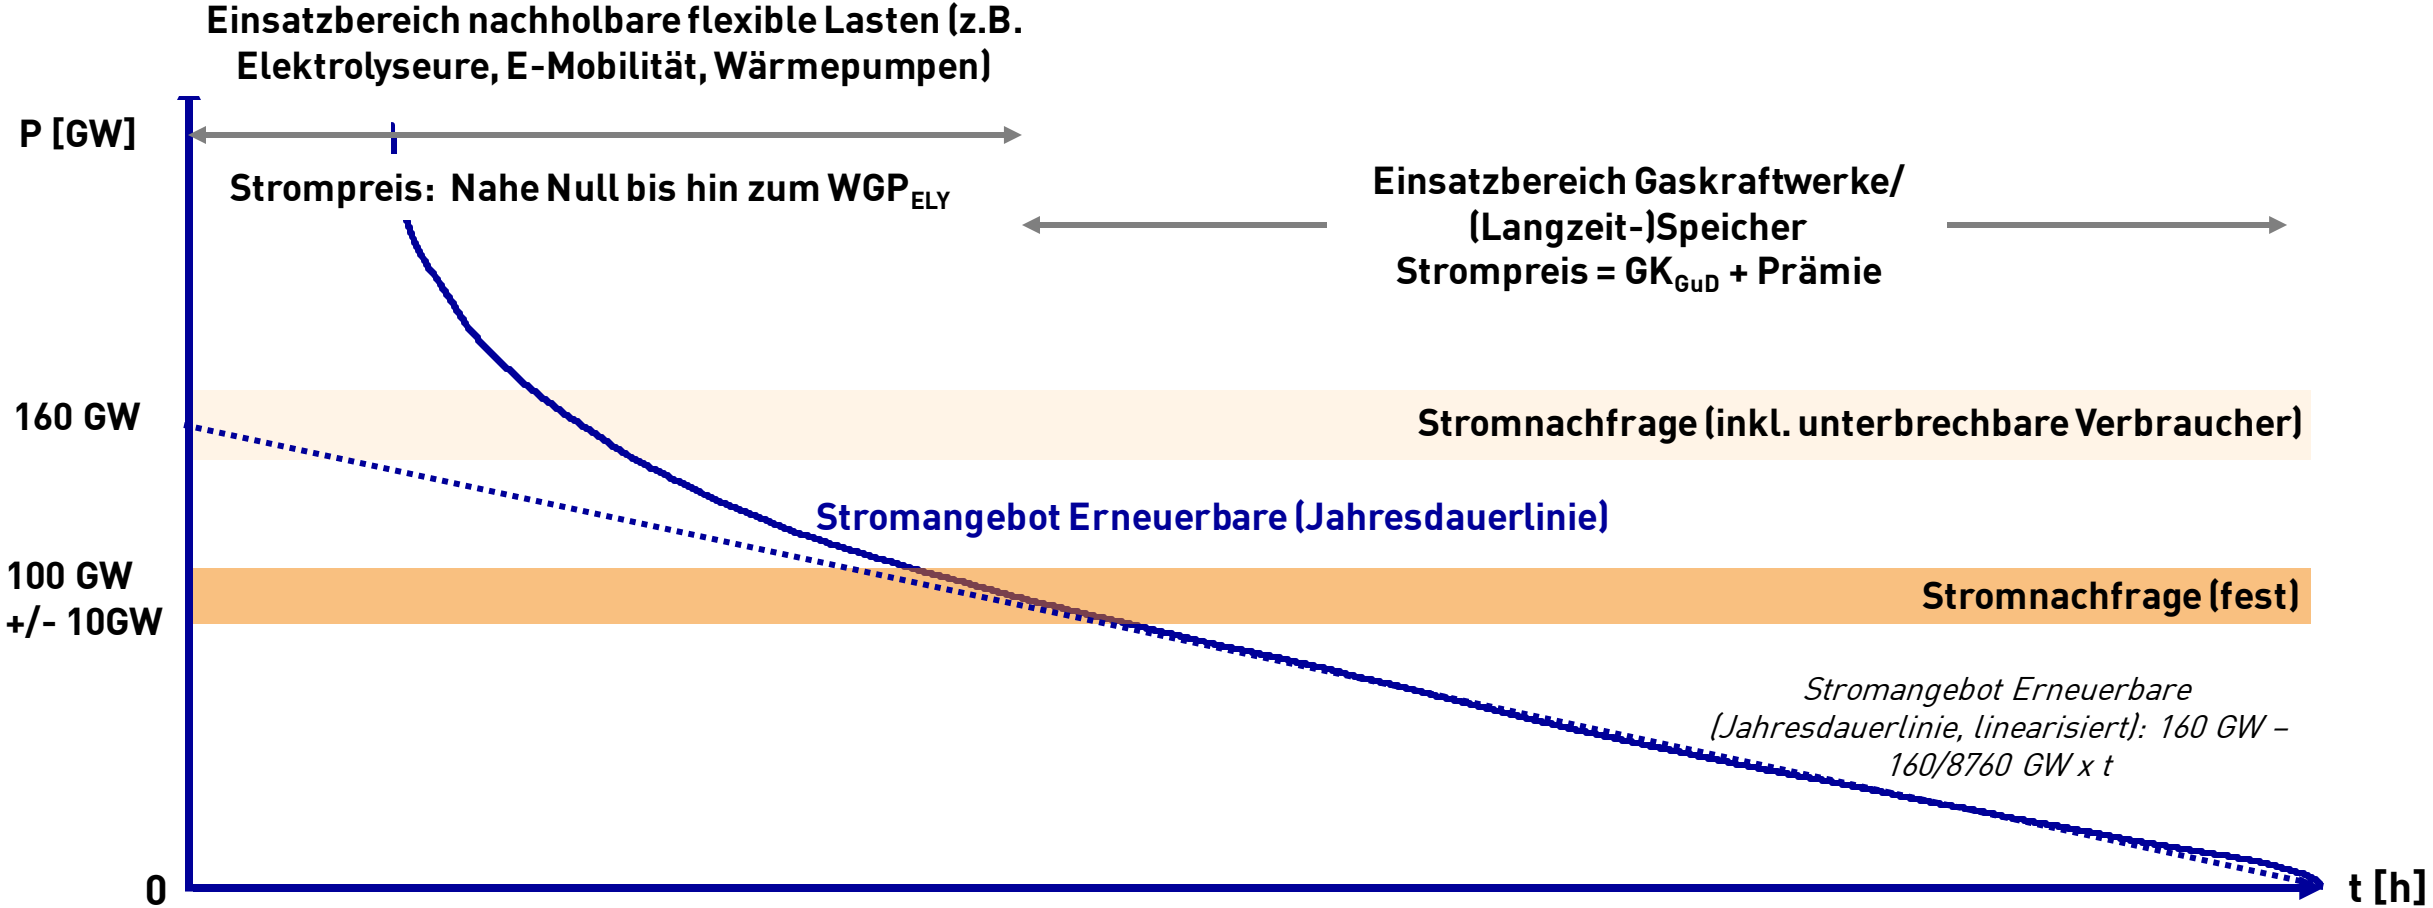 Einsatzbereich nachholbare flexible Lasten (z.B.
Elektrolyseure, E-Mobilität, Wärmepumpen)
P [GW]
Strompreis: Nahe Null bis hin zum WGP_ELY
Einsatzbereich Gaskraftwerke/
(Langzeit-)Speicher
Strompreis = GK_GuD + Prämie
160 GW
Stromnachfrage (inkl. unterbrechbare Verbraucher)
Stromangebot Erneuerbare (Jahresdauerlinie)
100 GW
+/- 10GW
Stromnachfrage (fest)
Stromangebot Erneuerbare
(Jahresdauerlinie, linearisiert): 160 GW –
160/8760 GW x t
0
t [h]